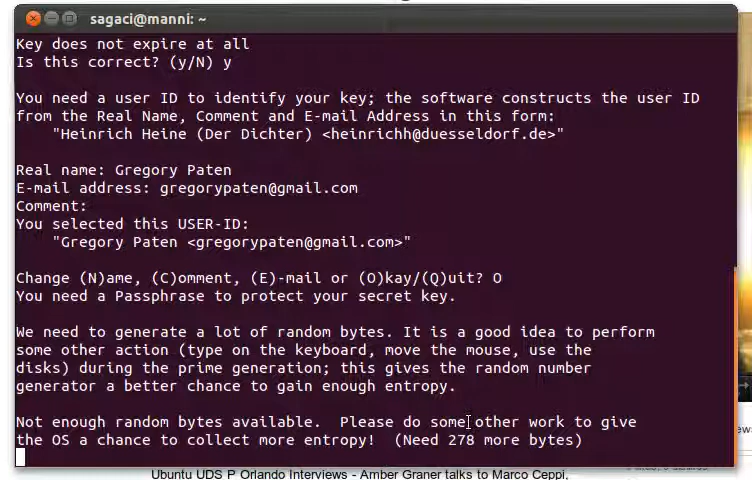 sagaci@manni: ~
Key does not expire at all
Is this correct? (y/N) y
You need a user ID to identify your key; the software constructs the user ID
from the Real Name, Comment and E-mail Address in this form:
"Heinrich Heine (Der Dichter) <heinrichh@duesseldorf.de>"
Real name: Gregory Paten
E-mail address: gregorypaten@gmail.com
Comment:
You selected this USER-ID:
"Gregory Paten <gregorypaten@gmail.com>"
Change (N)ame, (C)omment, (E)-mail or (O)kay/(Q)uit? O
You need a Passphrase to protect your secret key.
We need to generate a lot of random bytes. It is a good idea to perform
some other action (type on the keyboard, move the mouse, use the
disks) during the prime generation; this gives the random number
generator a better chance to gain enough entropy.
Not enough random bytes available.  Please do some other work to give
the OS a chance to collect more entropy!  (Need 278 more bytes)
Ubuntu UDS P Orlando Interviews - Amber Graner talks to Marco Ceppi,